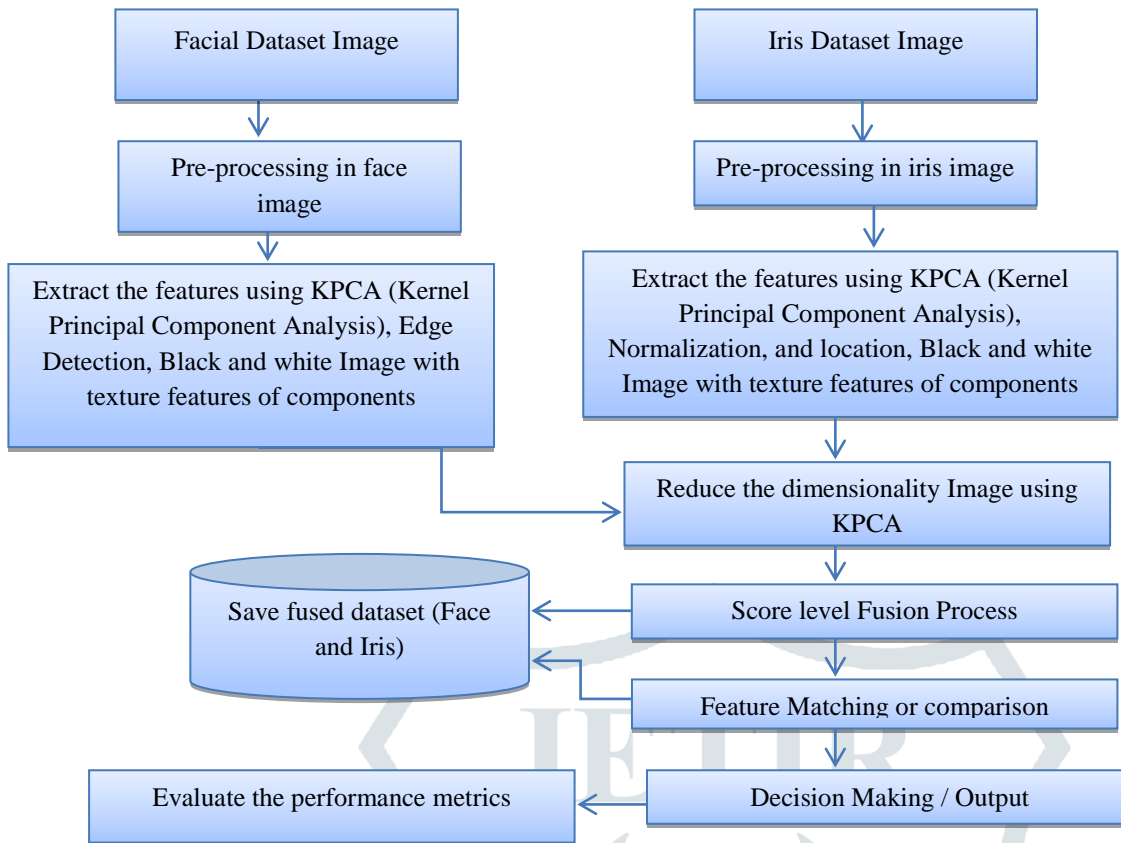 Facial Dataset Image
Iris Dataset Image
Pre-processing in face
image
Pre-processing in iris image
Extract the features using KPCA (Kernel
Principal Component Analysis), Edge
Detection, Black and white Image with
texture features of components
Extract the features using KPCA (Kernel
Principal Component Analysis),
Normalization, and location, Black and white
Image with texture features of components
Reduce the dimensionality Image using
KPCA
Save fused dataset (Face
and Iris)
Score level Fusion Process
Feature Matching or comparison
JETIR
Evaluate the performance metrics
Decision Making / Output